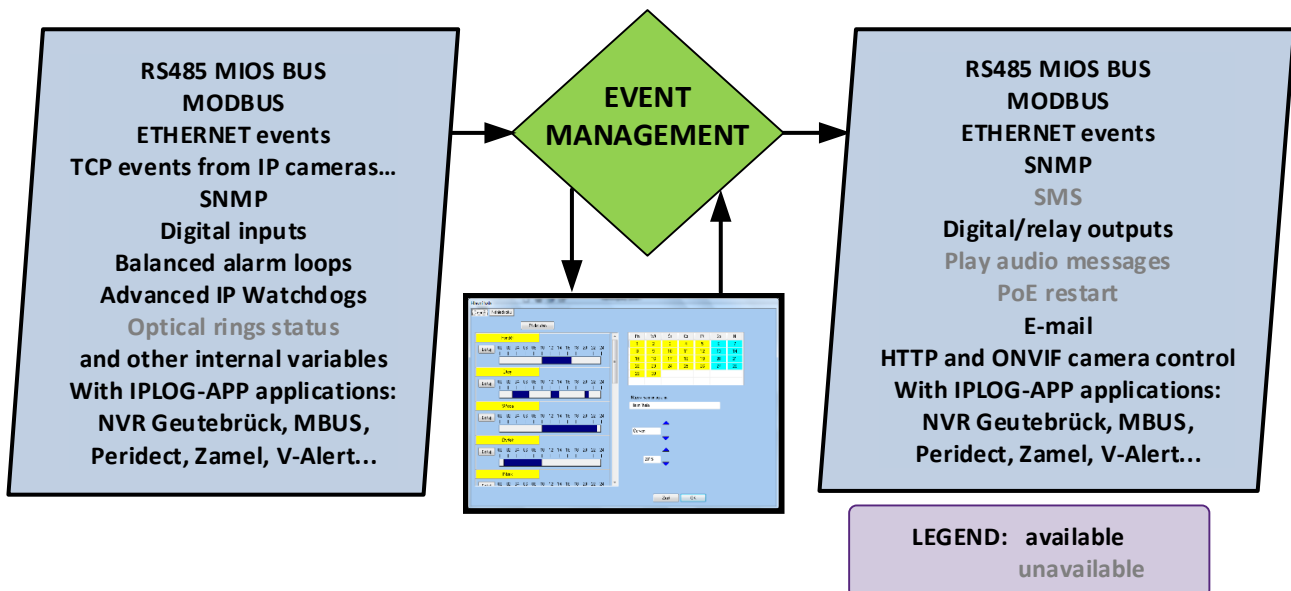 RS485 MIOS BUS
MODBUS
ETHERNET events
TCP events from IP cameras…
SNMP
Digital inputs
Balanced alarm loops
Advanced IP Watchdogs
Optical rings status
and other internal variables
With IPLOG-APP applications:
NVR Geutebrück, MBUS,
Peridect, Zamel, V-Alert…
EVENT
MANAGEMENT
RS485 MIOS BUS
MODBUS
ETHERNET events
SNMP
SMS
Digital/relay outputs
Play audio messages
PoE restart
E-mail
HTTP and ONVIF camera control
With IPLOG-APP applications:
NVR Geutebrück, MBUS,
Peridect, Zamel, V-Alert…
LEGEND: available
unavailable